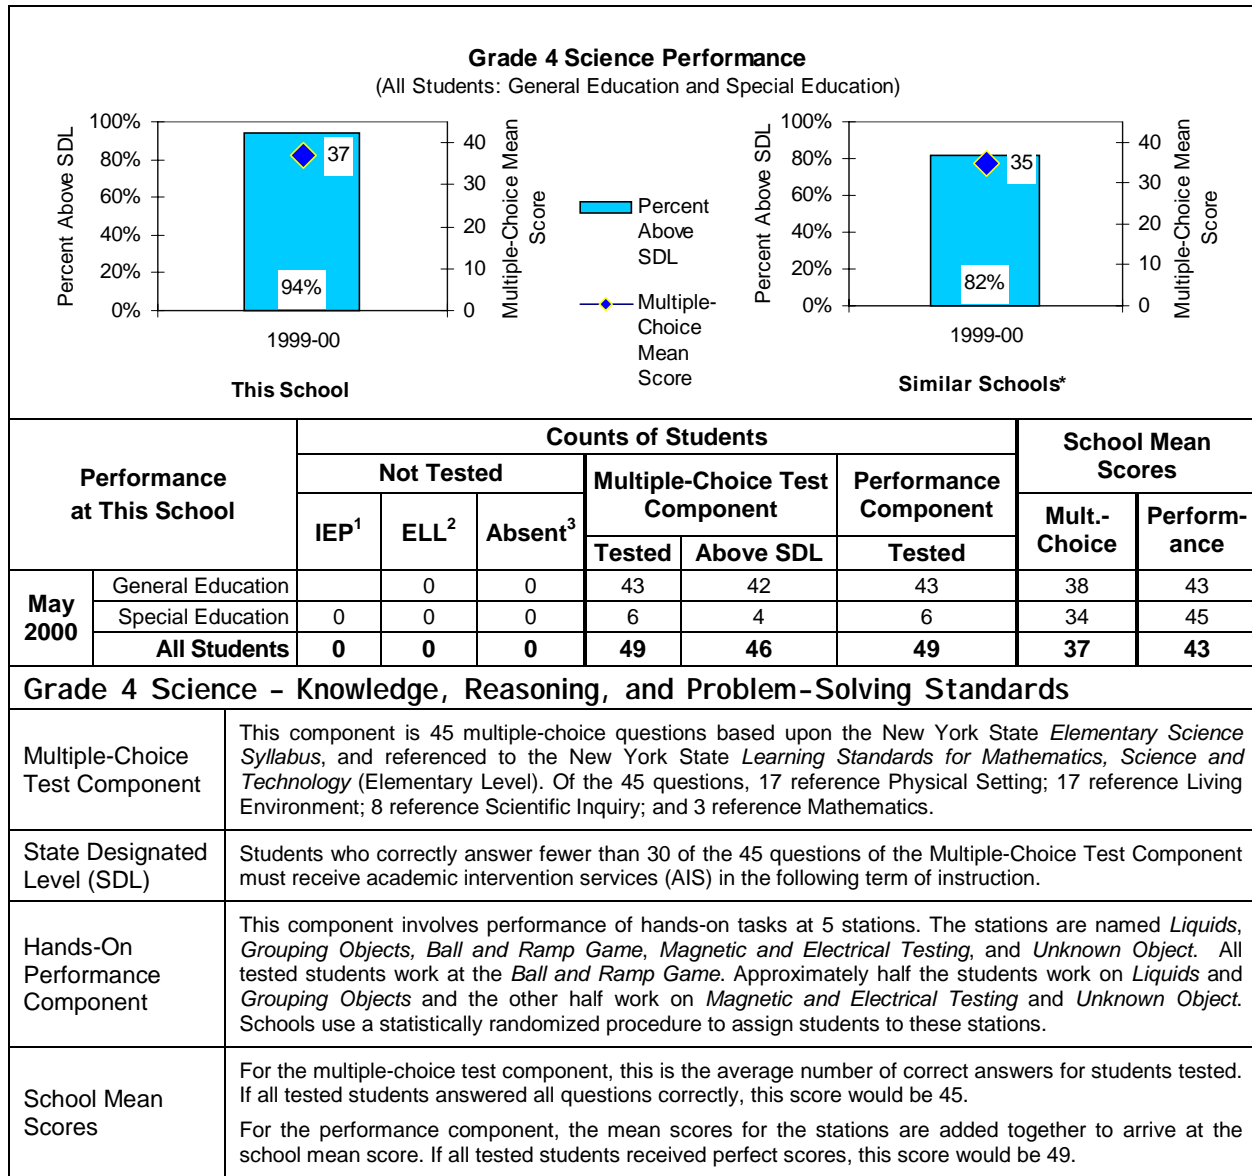 Grade 4 Science Performance
(All Students: General Education and Special Education)
Percent Above SDL
100%
80%
60%
40%
20%
0%
37
94%
40
30
20
10
0
Multiple-Choice Mean
Score
1999-00
This School
Percent
Above
SDL
Multiple-
Choice
Mean
Score
Percent Above SDL
100%
80%
60%
40%
20%
0%
35
82%
40
30
20
10
0
Multiple-Choice Mean
Score
1999-00
Similar Schools*
Performance
at This School
Counts of Students
School Mean
Scores
Not Tested
Multiple-Choice Test
Component
Performance
Component
IEP1 ELL2 Absent3
Mult.-
Choice
Perform-
ance
Tested Above SDL Tested
May
2000
General Education 0 0 43 42 43 38 43
Special Education 0 0 0 6 4 6 34 45
All Students 0 0 0 49 46 49 37 43
Grade 4 Science – Knowledge, Reasoning, and Problem-Solving Standards
Multiple-Choice
Test Component
This component is 45 multiple-choice questions based upon the New York State Elementary Science
Syllabus, and referenced to the New York State Learning Standards for Mathematics, Science and
Technology (Elementary Level). Of the 45 questions, 17 reference Physical Setting; 17 reference Living
Environment; 8 reference Scientific Inquiry; and 3 reference Mathematics.
State Designated
Level (SDL)
Students who correctly answer fewer than 30 of the 45 questions of the Multiple-Choice Test Component
must receive academic intervention services (AIS) in the following term of instruction.
Hands-On
Performance
Component
This component involves performance of hands-on tasks at 5 stations. The stations are named Liquids,
Grouping Objects, Ball and Ramp Game, Magnetic and Electrical Testing, and Unknown Object. All
tested students work at the Ball and Ramp Game. Approximately half the students work on Liquids and
Grouping Objects and the other half work on Magnetic and Electrical Testing and Unknown Object.
Schools use a statistically randomized procedure to assign students to these stations.
School Mean
Scores
For the multiple-choice test component, this is the average number of correct answers for students tested.
If all tested students answered all questions correctly, this score would be 45.
For the performance component, the mean scores for the stations are added together to arrive at the
school mean score. If all tested students received perfect scores, this score would be 49.